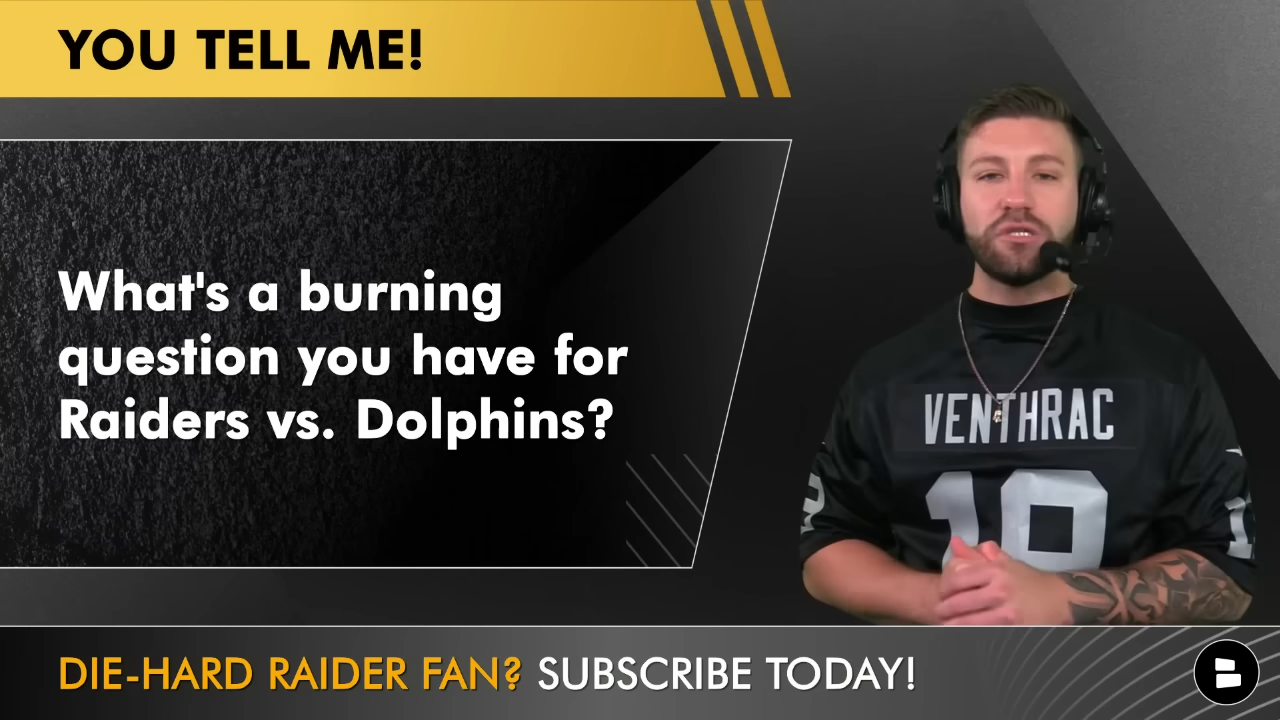 YOU TELL ME!
What's a burning
question you have for
Raiders vs. Dolphins?
VENTHRAC
DIE-HARD RAIDER FAN? SUBSCRIBE TODAY!